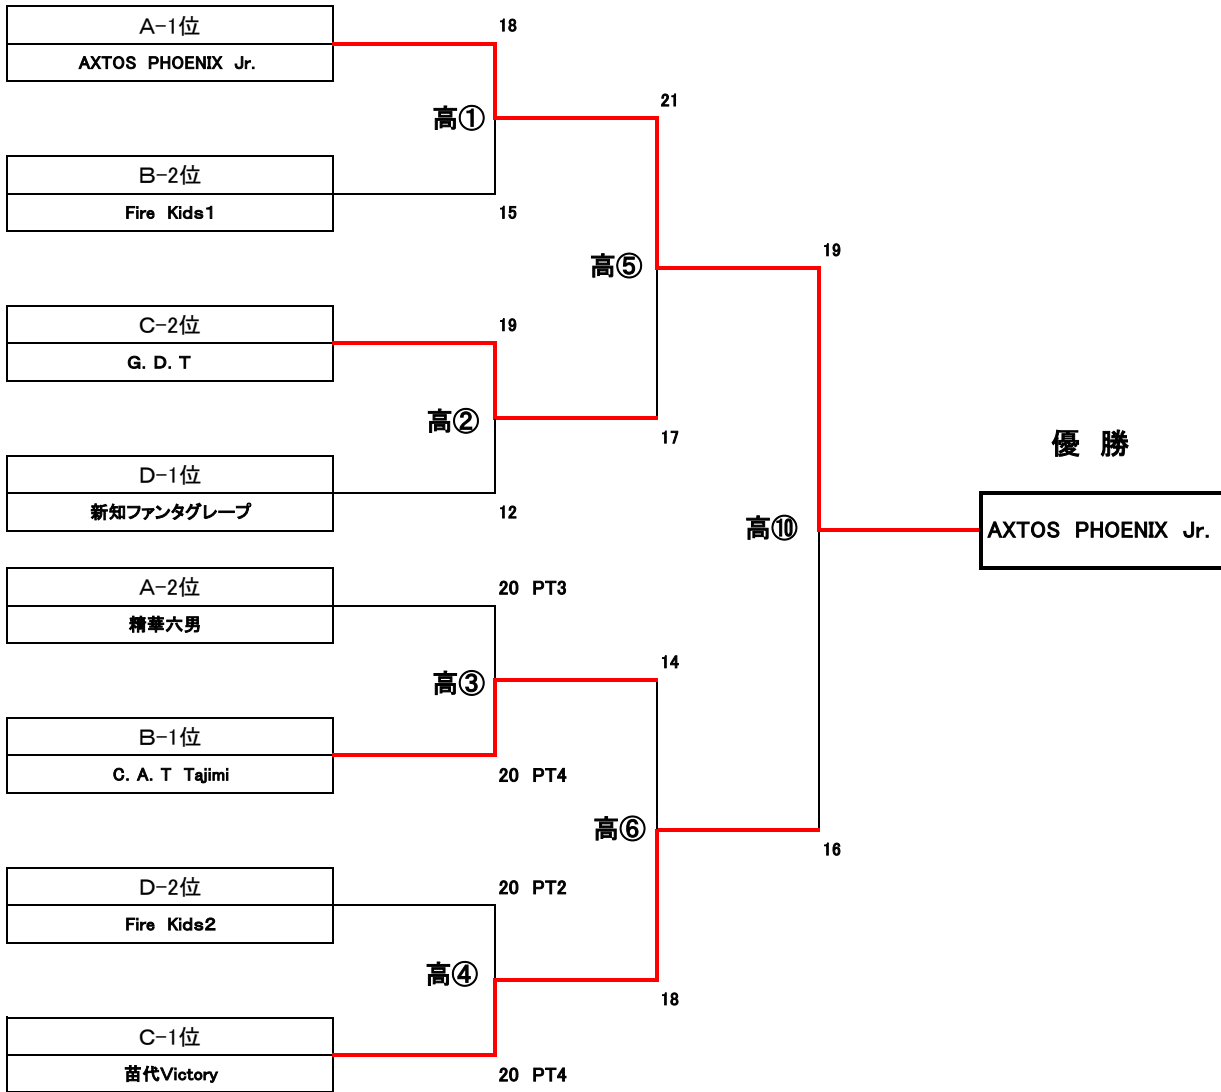 A-1位
18
AXTOS PHOENIX Jr.
21
高①
B-2位
Fire Kids1
15
19
高⑤
C-2位
19
G. D. T
高②
17
優 勝
D-1位
新知ファンタグレープ
12
高⑩
AXTOS PHOENIX Jr.
A-2位
20 PT3
精華六男
14
高③
B-1位
C. A. T Tajimi
20 PT4
高⑥
16
D-2位
20 PT2
Fire Kids2
高④
18
C-1位
苗代Victory
20 PT4